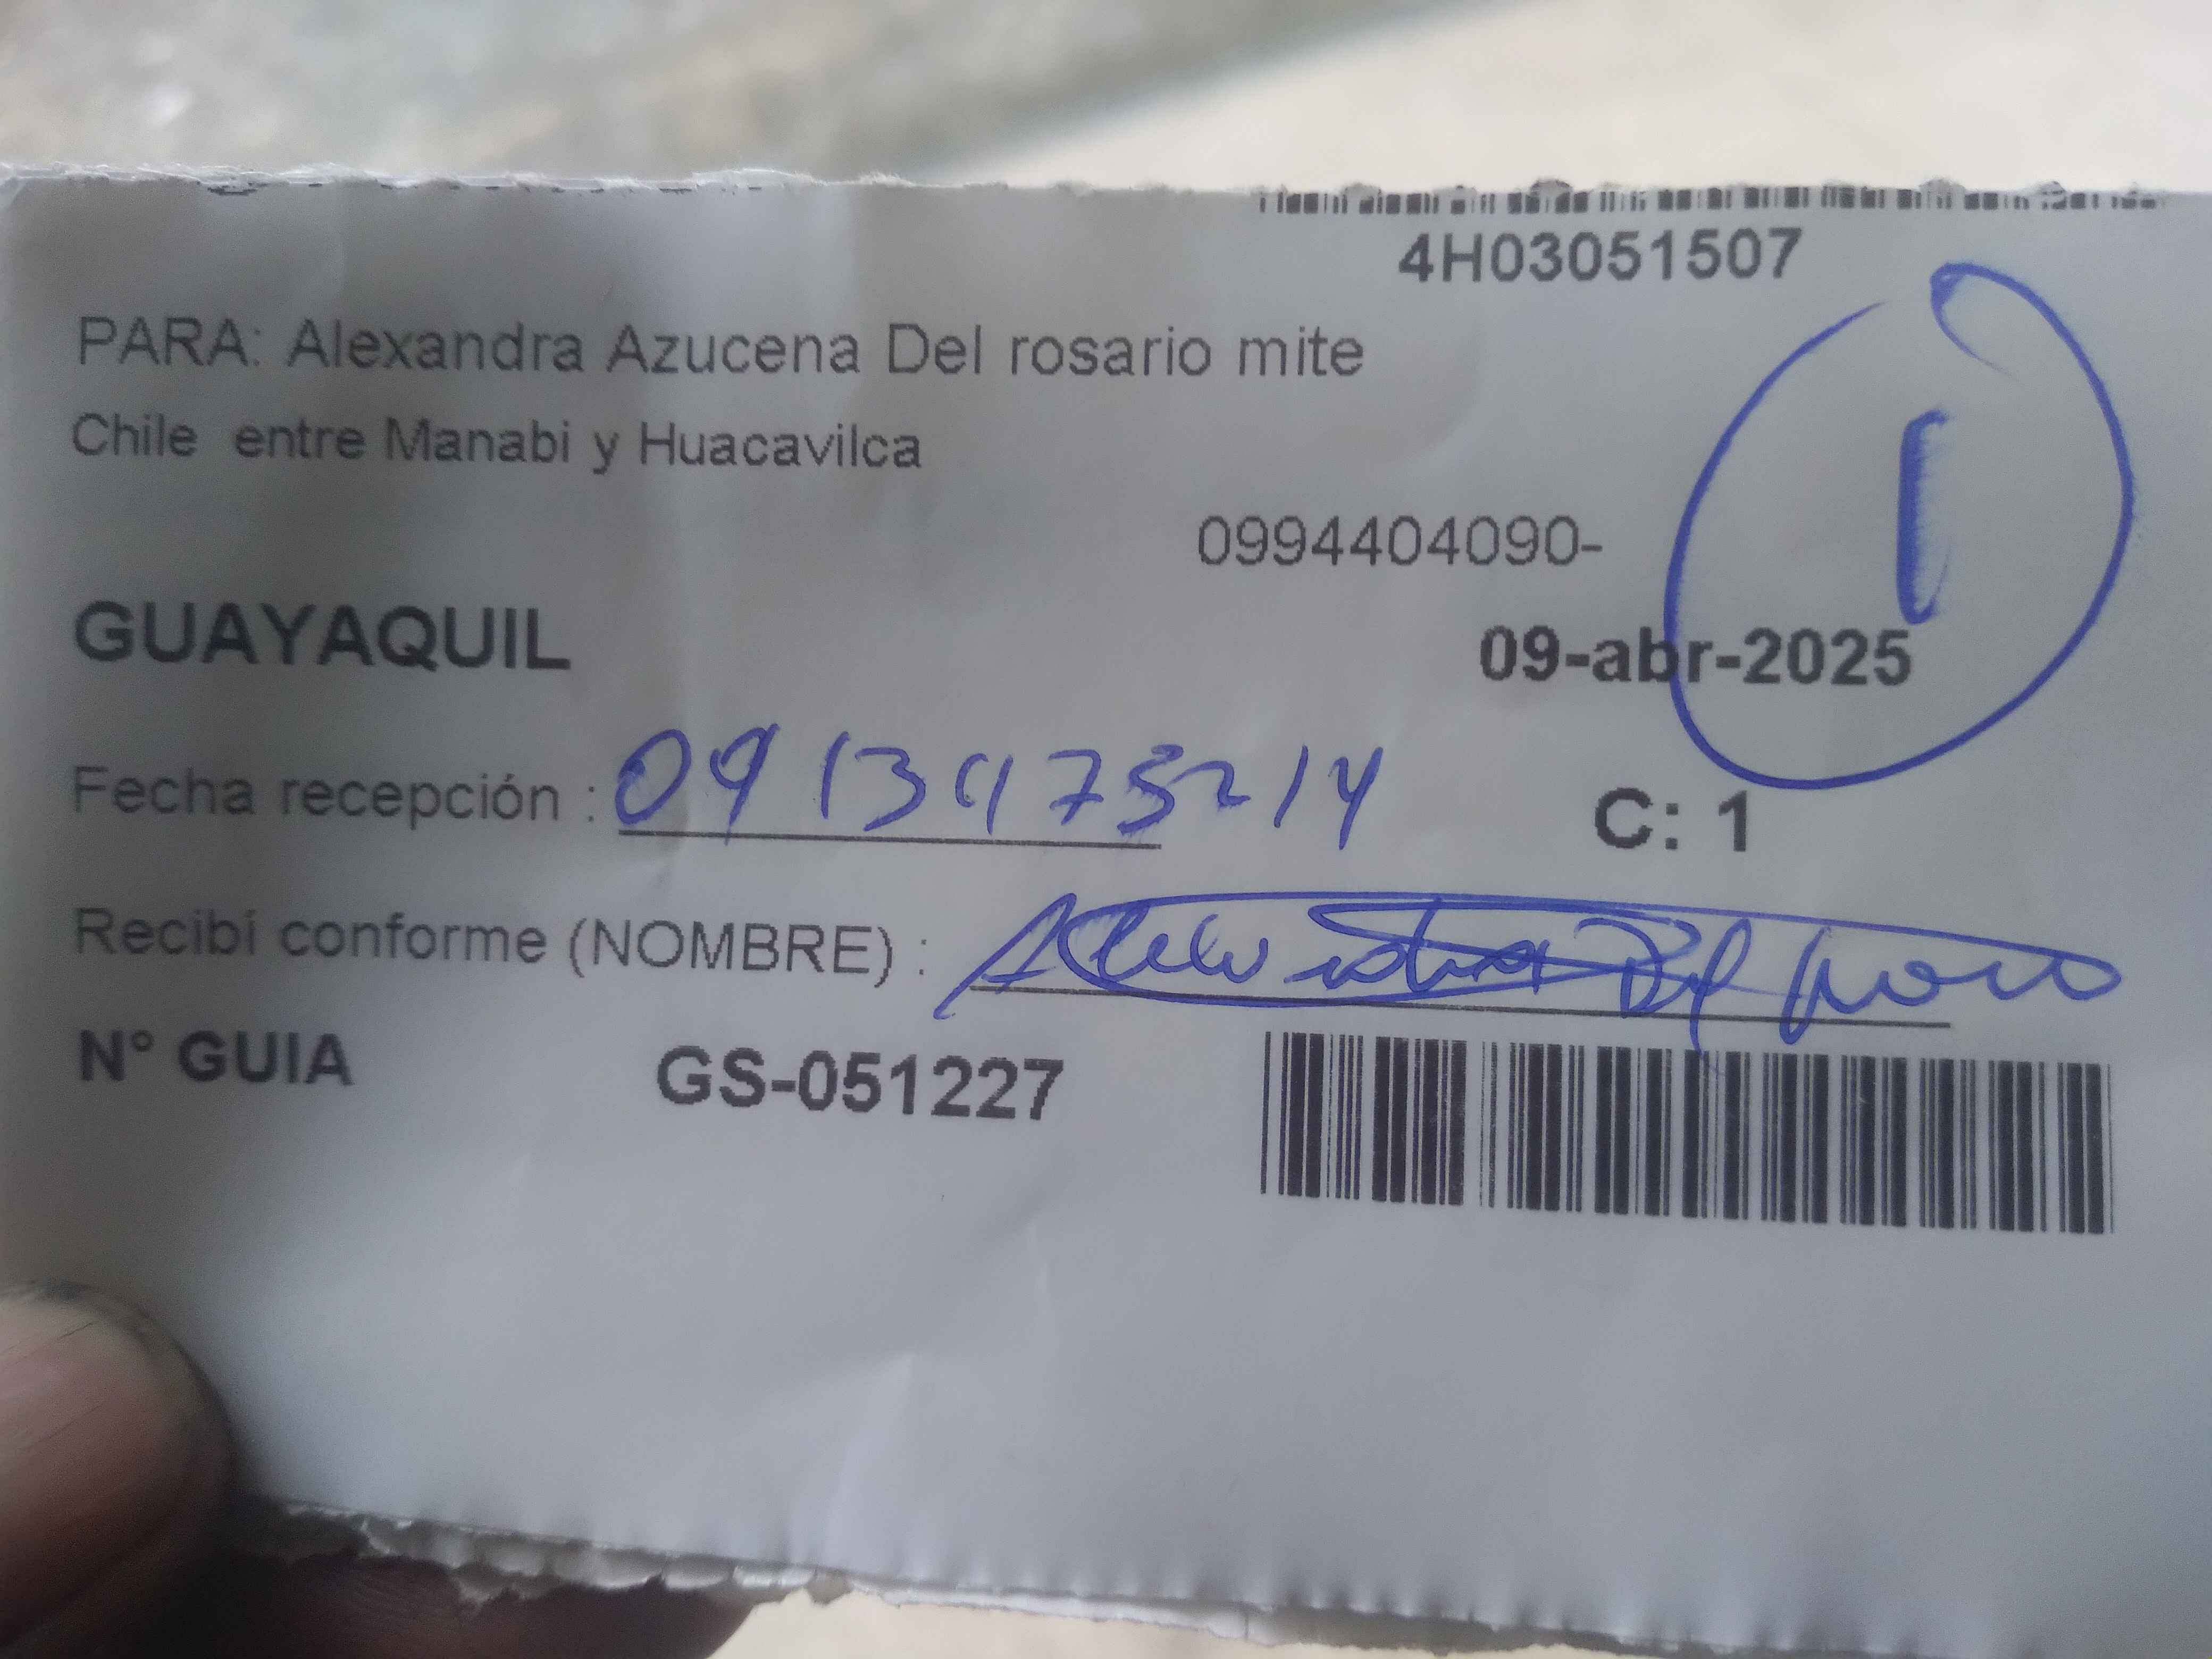 4H03051507
PARA: Alexandra Azucena Del rosario mite
Chile entre Manabi y Huacavilca
0994404090-
1
GUAYAQUIL
09-abr-2025
Fecha recepción : 0913975214
C: 1
Recibí conforme (NOMBRE) :
N° GUIA GS-051227